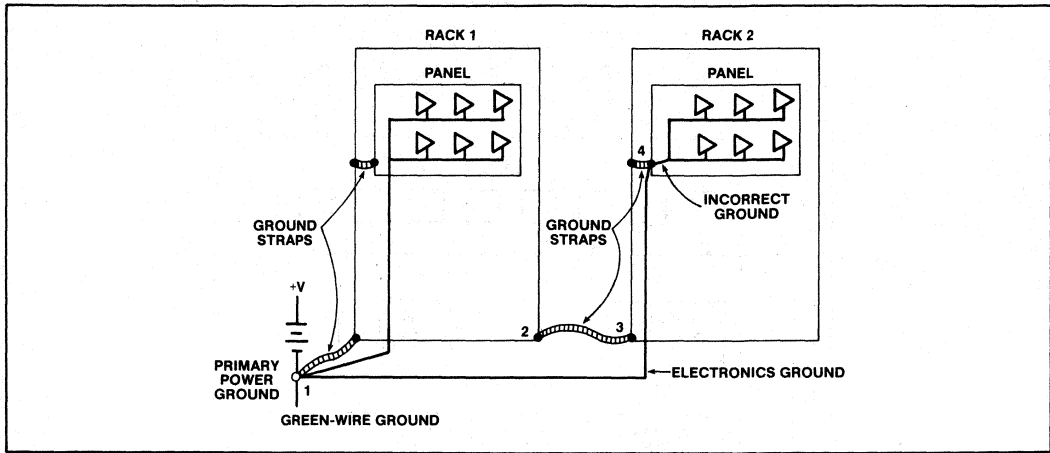 RACK 1
RACK 2
PANEL
PANEL
4
INCORRECT
GROUND
GROUND
STRAPS
GROUND
STRAPS
+V
2
3
PRIMARY
POWER
GROUND
1
ELECTRONICS GROUND
GREEN-WIRE GROUND